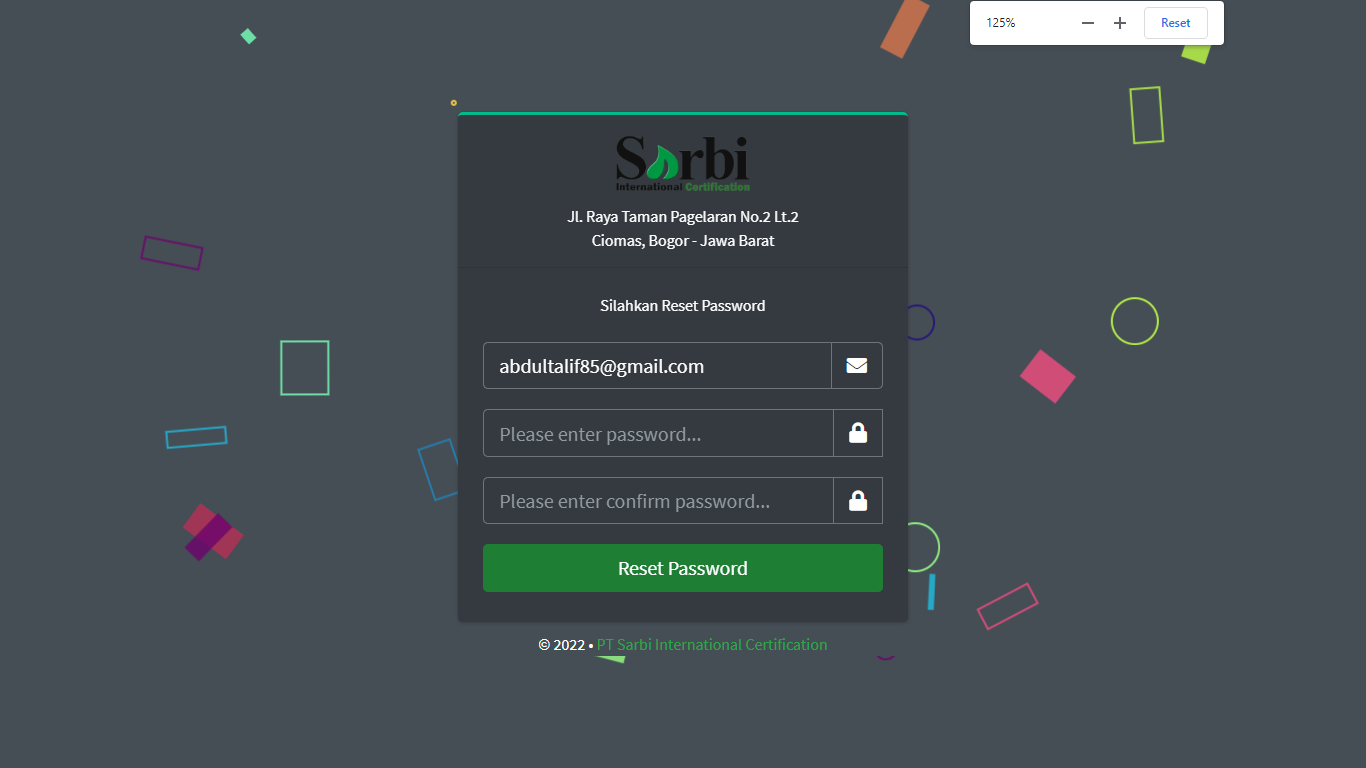 125%
Reset
Sarbi
International Certification
Jl. Raya Taman Pagelaran No.2 Lt.2
Ciomas, Bogor - Jawa Barat
Silahkan Reset Password
abdultalif85@gmail.com
Please enter password...
Please enter confirm password...
Reset Password
© 2022 • PT Sarbi International Certification